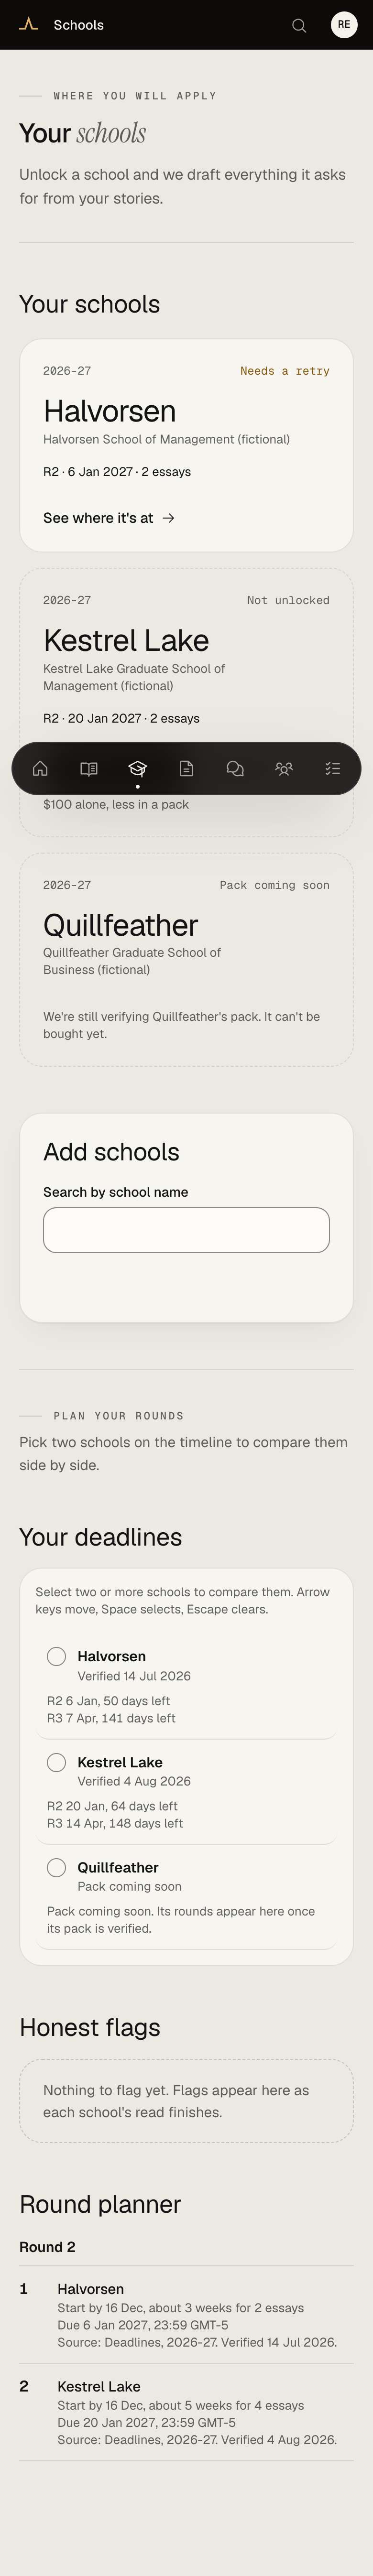 Schools
RE
WHERE YOU WILL APPLY
Your schools
Unlock a school and we draft everything it asks
for from your stories.
Your schools
2026-27
Needs a retry
Halvorsen
Halvorsen School of Management (fictional)
R2 · 6 Jan 2027 · 2 essays
See where it's at →
2026-27
Not unlocked
Kestrel Lake
Kestrel Lake Graduate School of
Management (fictional)
R2 · 20 Jan 2027 · 2 essays
$100 alone, less in a pack
2026-27
Pack coming soon
Quillfeather
Quillfeather Graduate School of
Business (fictional)
We're still verifying Quillfeather's pack. It can't be
bought yet.
Add schools
Search by school name
PLAN YOUR ROUNDS
Pick two schools on the timeline to compare them
side by side.
Your deadlines
Select two or more schools to compare them. Arrow
keys move, Space selects, Escape clears.
Halvorsen
Verified 14 Jul 2026
R2 6 Jan, 50 days left
R3 7 Apr, 141 days left
Kestrel Lake
Verified 4 Aug 2026
R2 20 Jan, 64 days left
R3 14 Apr, 148 days left
Quillfeather
Pack coming soon
Pack coming soon. Its rounds appear here once
its pack is verified.
Honest flags
Nothing to flag yet. Flags appear here as
each school's read finishes.
Round planner
Round 2
1
Halvorsen
Start by 16 Dec, about 3 weeks for 2 essays
Due 6 Jan 2027, 23:59 GMT-5
Source: Deadlines, 2026-27. Verified 14 Jul 2026.
2
Kestrel Lake
Start by 16 Dec, about 5 weeks for 4 essays
Due 20 Jan 2027, 23:59 GMT-5
Source: Deadlines, 2026-27. Verified 4 Aug 2026.